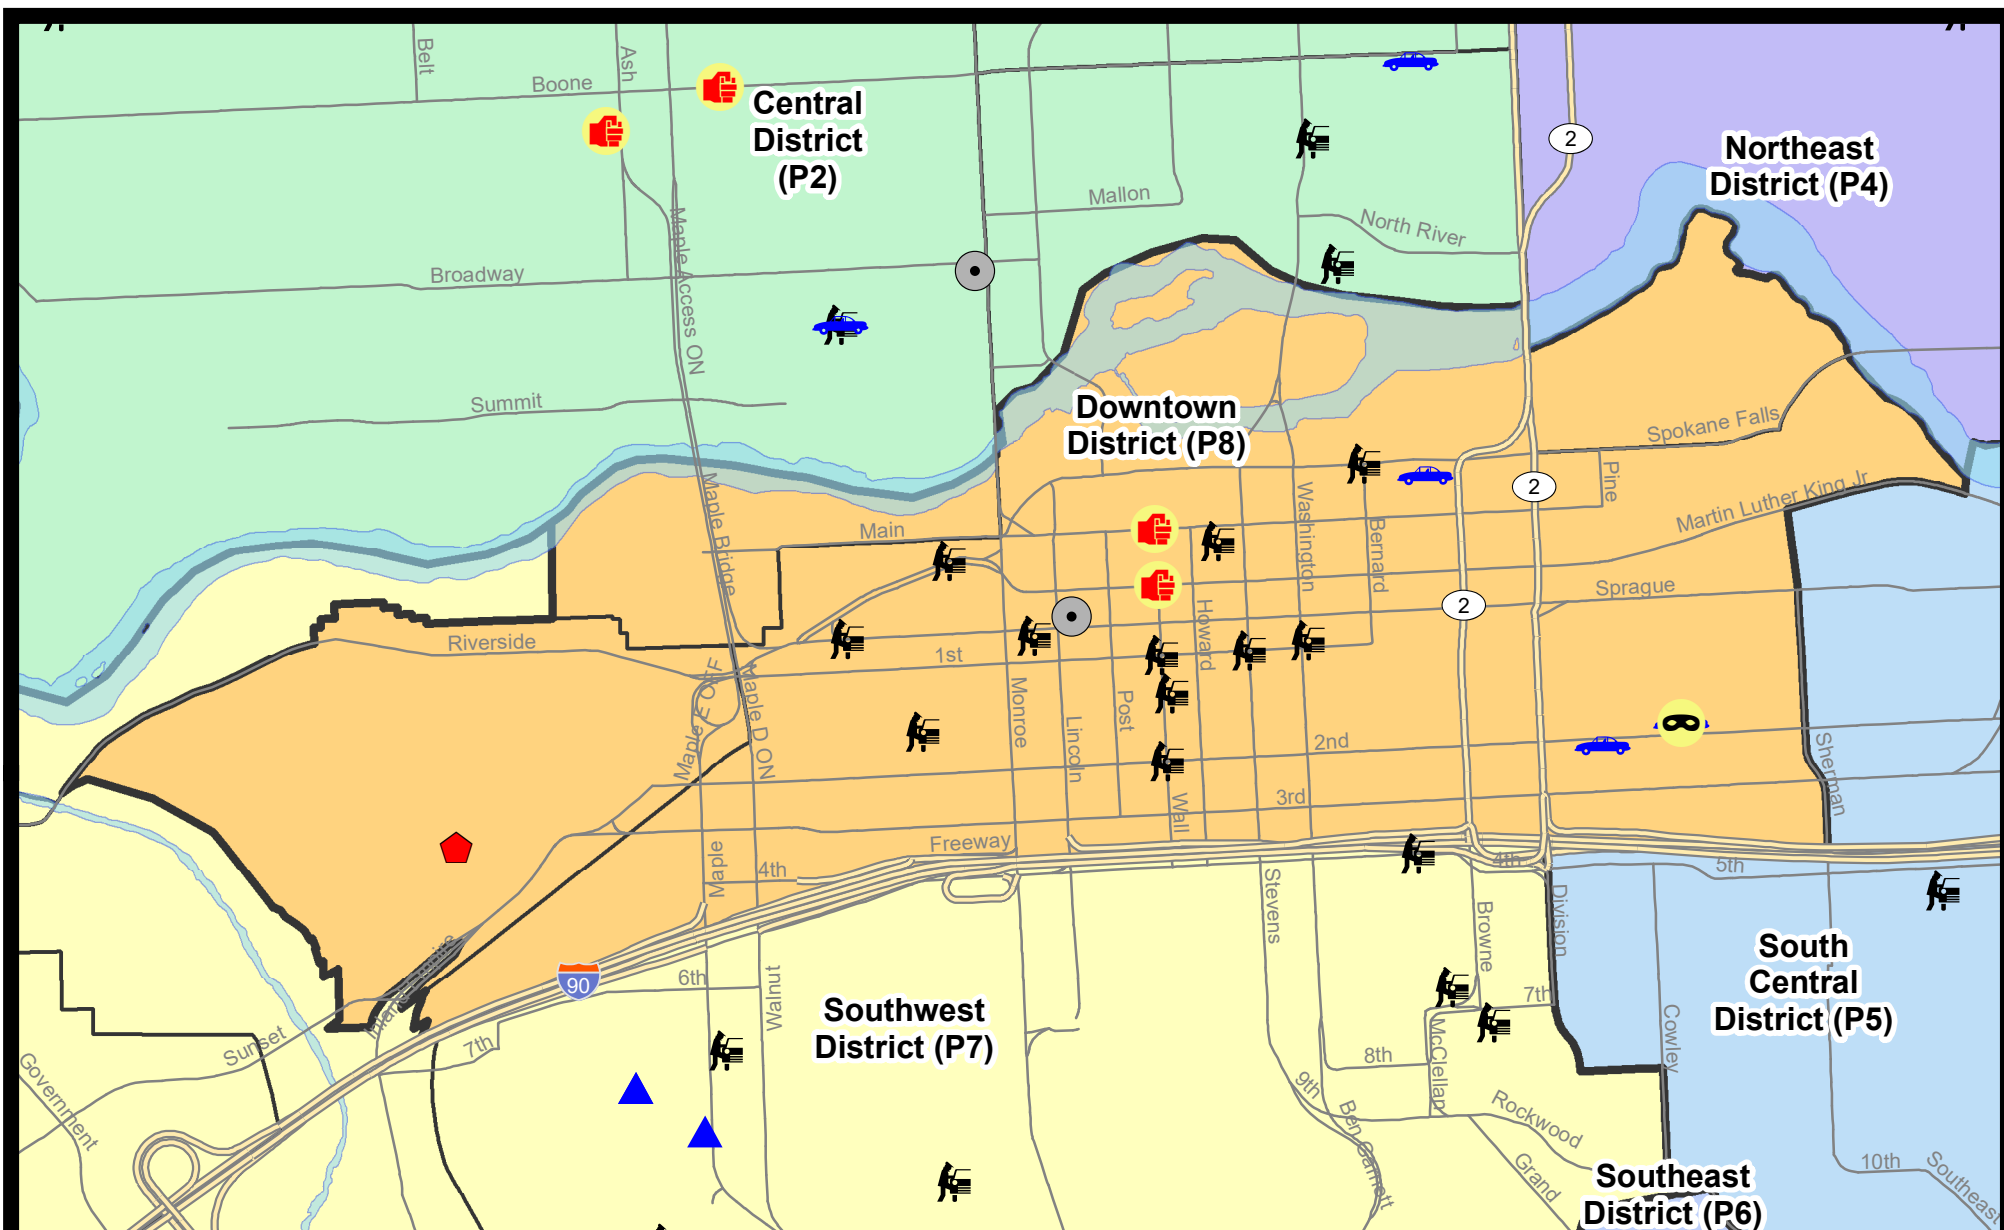 Belt
Ash
Boone
Central
District
(P2)
2
Northeast
District (P4)
Mallon
North River
Maple Access ON
Broadway
Summit
Downtown
District (P8)
Spokane Falls
Pine
2
Martin Luther King Jr
Maple Bridge
Main
Washington
Bernard
Sprague
2
Riverside
1st
Howard
Maple E OFF
Maple D ON
Monroe
Lincoln
Post
2nd
Sherman
3rd
Wall
Freeway
Maple
4th
4th
5th
Stevens
Browne
Division
South
Central
District (P5)
90
6th
Walnut
Southwest
District (P7)
7th
Sunset
7th
Government
8th
McClellan
Cowley
9th
Ben Garnett
Rockwood
Grand
10th
Southeast
Southeast
District (P6)